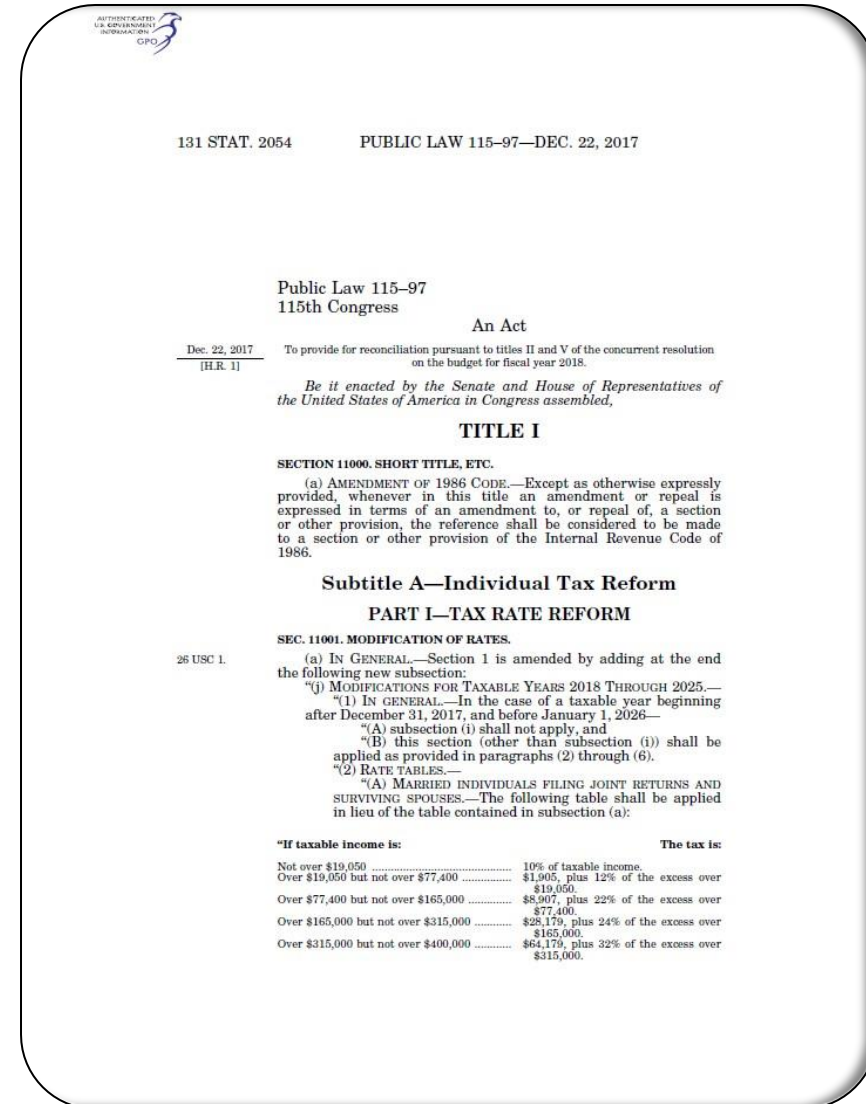 AUTHENTICATED
U.S. GOVERNMENT
INFORMATION
GPO
131 STAT. 2054 PUBLIC LAW 115–97—DEC. 22, 2017
Public Law 115–97
115th Congress
An Act
Dec. 22, 2017
[H.R. 1]
To provide for reconciliation pursuant to titles II and V of the concurrent resolution
on the budget for fiscal year 2018.
Be it enacted by the Senate and House of Representatives of
the United States of America in Congress assembled,
TITLE I
SECTION 11000. SHORT TITLE, ETC.
(a) AMENDMENT OF 1986 CODE.—Except as otherwise expressly
provided, whenever in this title an amendment or repeal is
expressed in terms of an amendment to, or repeal of, a section
or other provision, the reference shall be considered to be made
to a section or other provision of the Internal Revenue Code of
1986.
Subtitle A—Individual Tax Reform
PART I—TAX RATE REFORM
SEC. 11001. MODIFICATION OF RATES.
26 USC 1.
(a) IN GENERAL.—Section 1 is amended by adding at the end
the following new subsection:
“(j) MODIFICATIONS FOR TAXABLE YEARS 2018 THROUGH 2025.—
“(1) IN GENERAL.—In the case of a taxable year beginning
after December 31, 2017, and before January 1, 2026—
“(A) subsection (i) shall not apply, and
“(B) this section (other than subsection (i)) shall be
applied as provided in paragraphs (2) through (6).
“(2) RATE TABLES.—
“(A) MARRIED INDIVIDUALS FILING JOINT RETURNS AND
SURVIVING SPOUSES.—The following table shall be applied
in lieu of the table contained in subsection (a):
“If taxable income is: The tax is:
Not over $19,050 .......................................... 10% of taxable income.
Over $19,050 but not over $77,400 ............... $1,905, plus 12% of the excess over
$19,050.
Over $77,400 but not over $165,000 ............. $8,907, plus 22% of the excess over
$77,400.
Over $165,000 but not over $315,000 ........... $28,179, plus 24% of the excess over
$165,000.
Over $315,000 but not over $400,000 ........... $64,179, plus 32% of the excess over
$315,000.